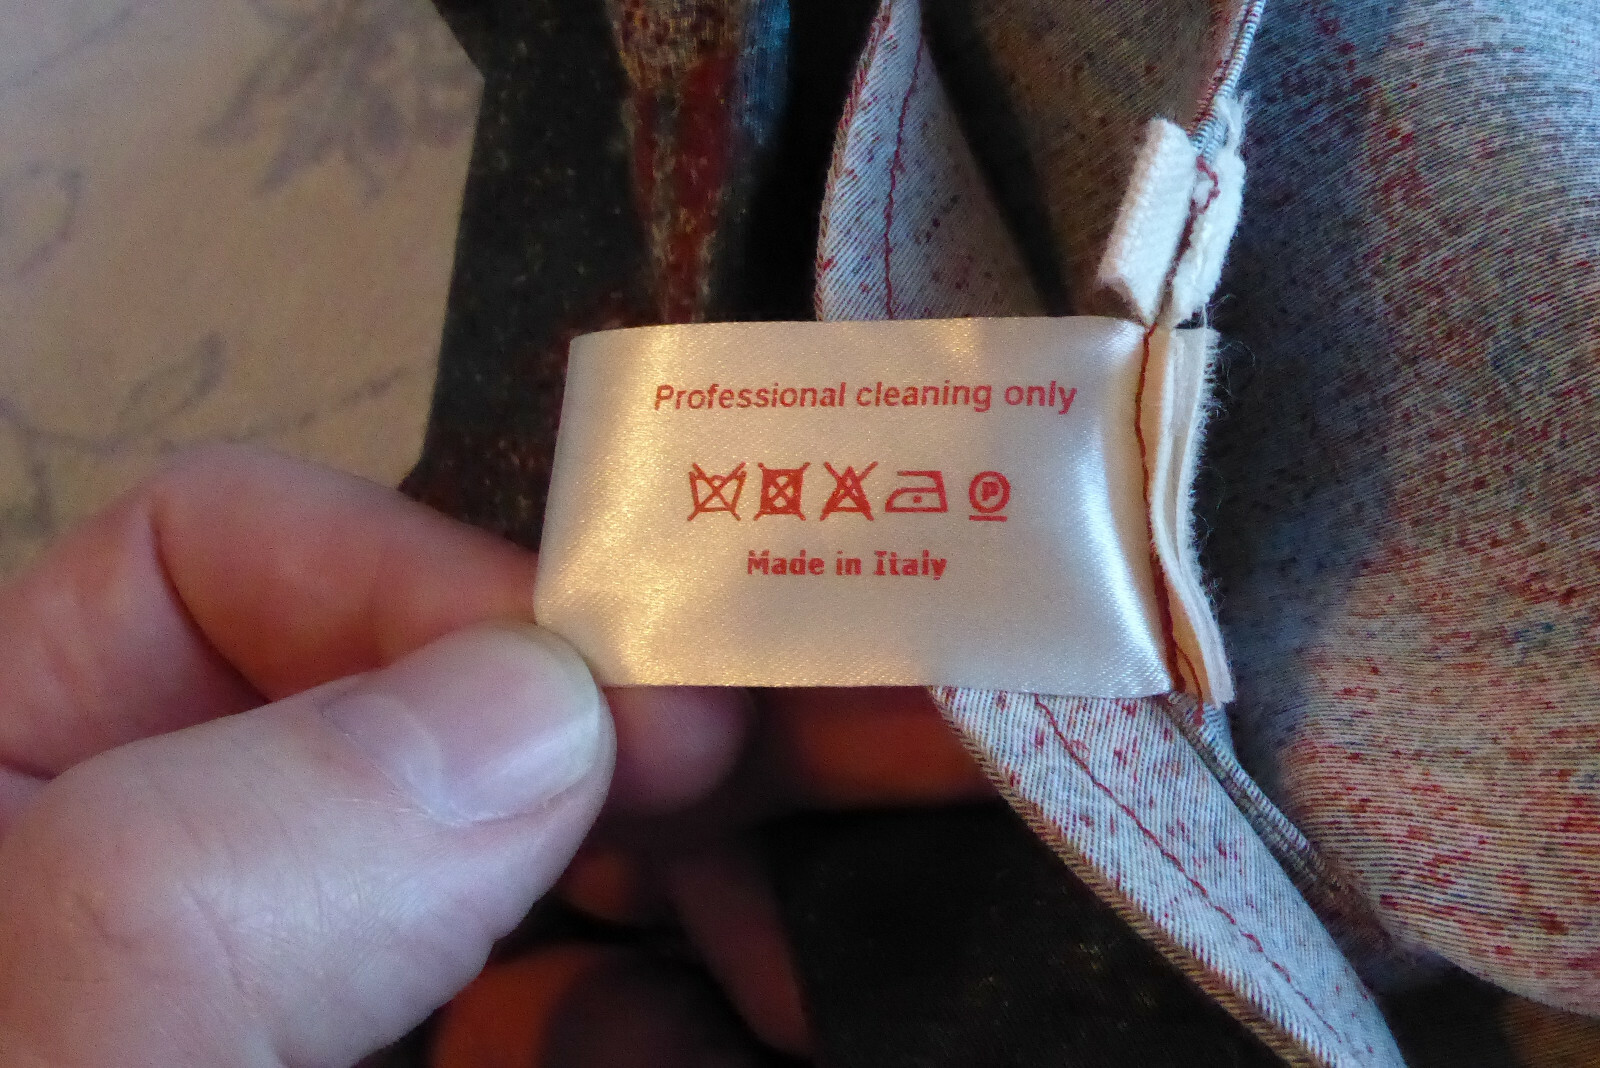 Professional cleaning only
P
Made in Italy